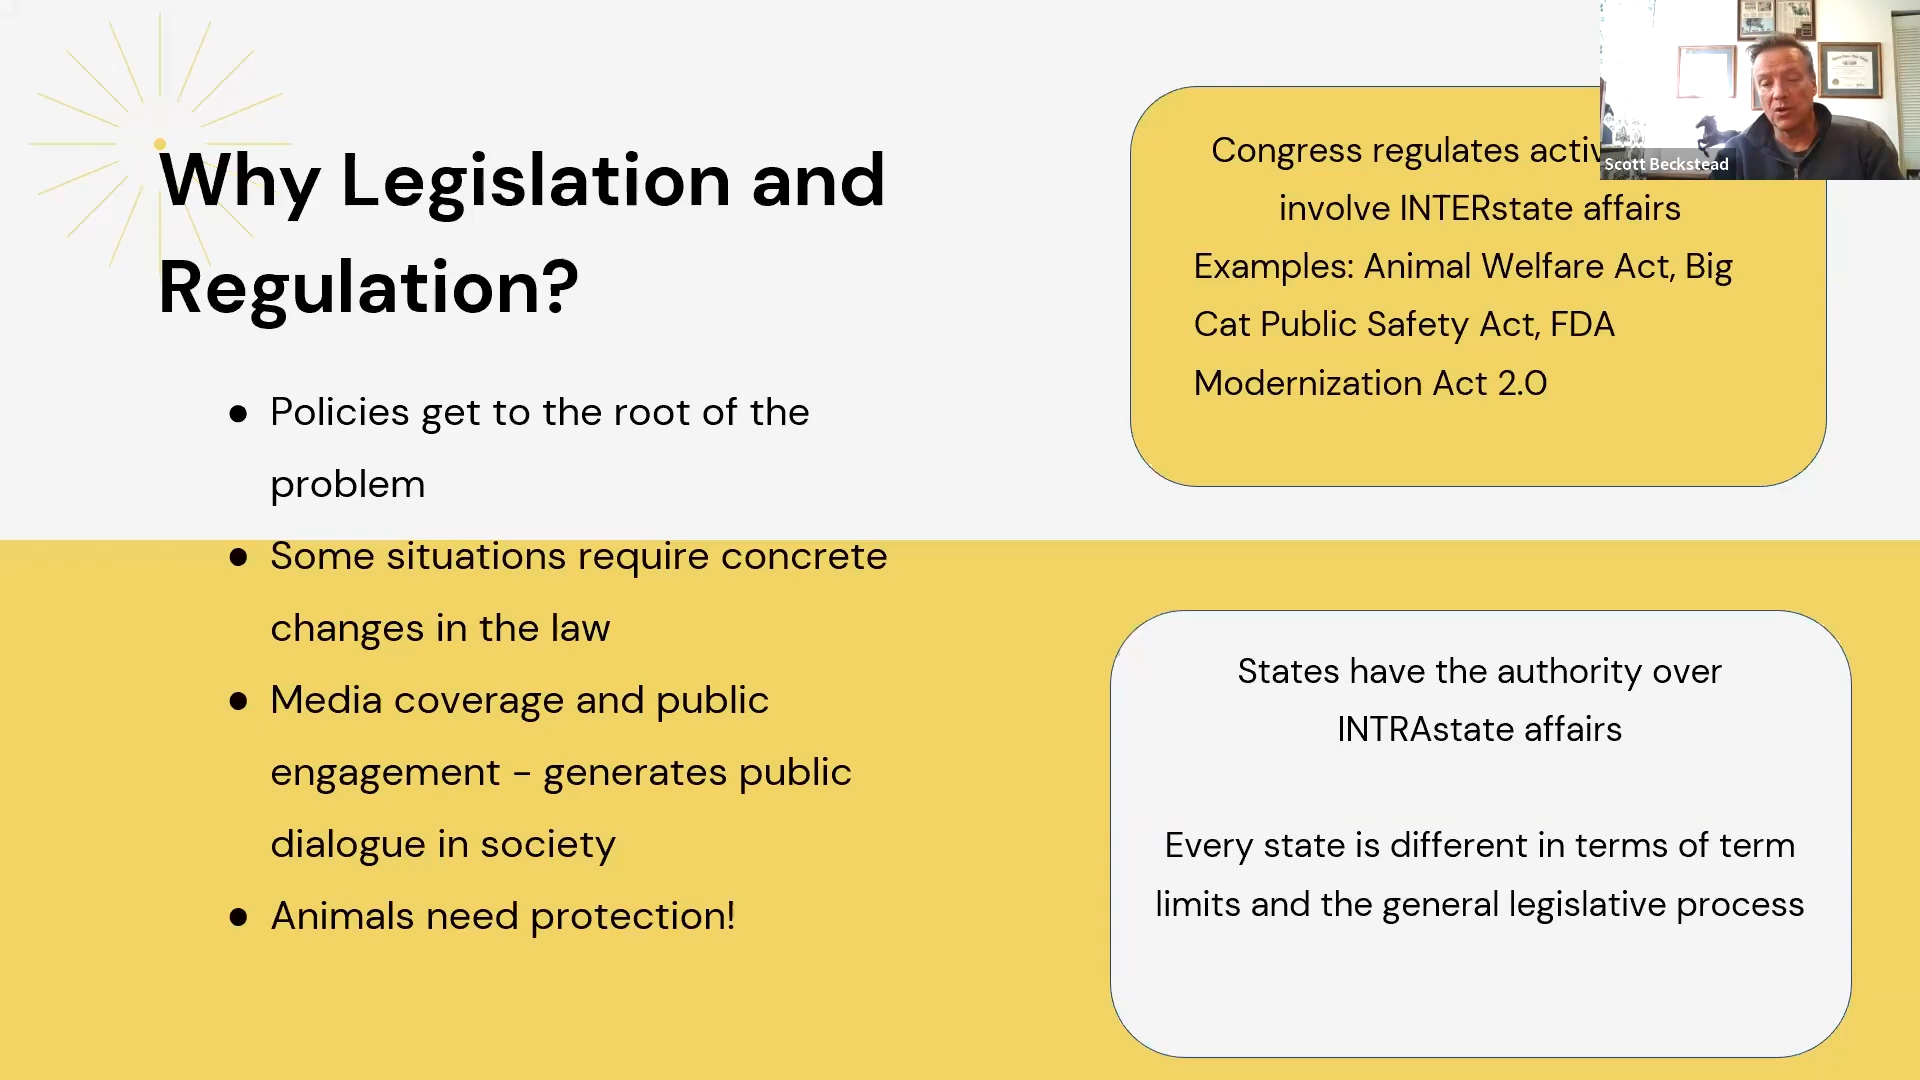 Why Legislation and
Regulation?
● Policies get to the root of the
problem
● Some situations require concrete
changes in the law
● Media coverage and public
engagement - generates public
dialogue in society
● Animals need protection!
Congress regulates
involve INTERstate affairs
Examples: Animal Welfare Act, Big
Cat Public Safety Act, FDA
Modernization Act 2.0
States have the authority over
INTRAstate affairs
Every state is different in terms of term
limits and the general legislative process
Scott Beckstead